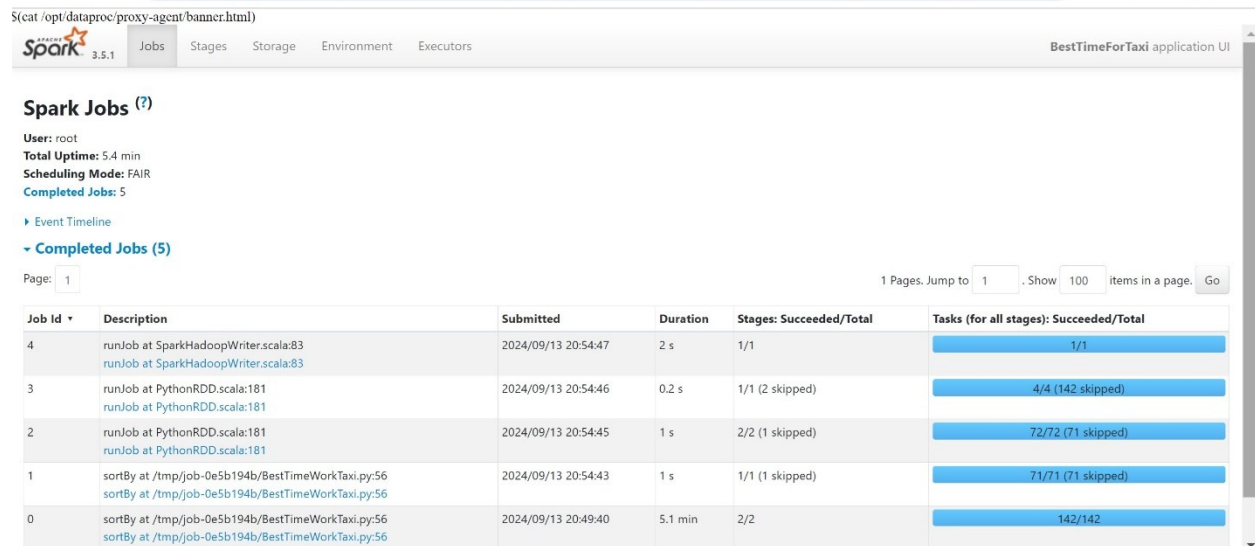 $(cat /opt/dataproc/proxy-agent/banner.html)
APACHE Spark 3.5.1 Jobs Stages Storage Environment Executors BestTimeForTaxi application UI
Spark Jobs (?)
User: root
Total Uptime: 5.4 min
Scheduling Mode: FAIR
Completed Jobs: 5
Event Timeline
Completed Jobs (5)
Page: 1 1 Pages. Jump to 1 . Show 100 items in a page. Go
Job Id Description Submitted Duration Stages: Succeeded/Total Tasks (for all stages): Succeeded/Total
4 runJob at SparkHadoopWriter.scala:83 2024/09/13 20:54:47 2 s 1/1 1/1
runJob at SparkHadoopWriter.scala:83
3 runJob at PythonRDD.scala:181 2024/09/13 20:54:46 0.2 s 1/1 (2 skipped) 4/4 (142 skipped)
runJob at PythonRDD.scala:181
2 runJob at PythonRDD.scala:181 2024/09/13 20:54:45 1 s 2/2 (1 skipped) 72/72 (71 skipped)
runJob at PythonRDD.scala:181
1 sortBy at /tmp/job-0e5b194b/BestTimeWorkTaxi.py:56 2024/09/13 20:54:43 1 s 1/1 (1 skipped) 71/71 (71 skipped)
sortBy at /tmp/job-0e5b194b/BestTimeWorkTaxi.py:56
0 sortBy at /tmp/job-0e5b194b/BestTimeWorkTaxi.py:56 2024/09/13 20:49:40 5.1 min 2/2 142/142
sortBy at /tmp/job-0e5b194b/BestTimeWorkTaxi.py:56